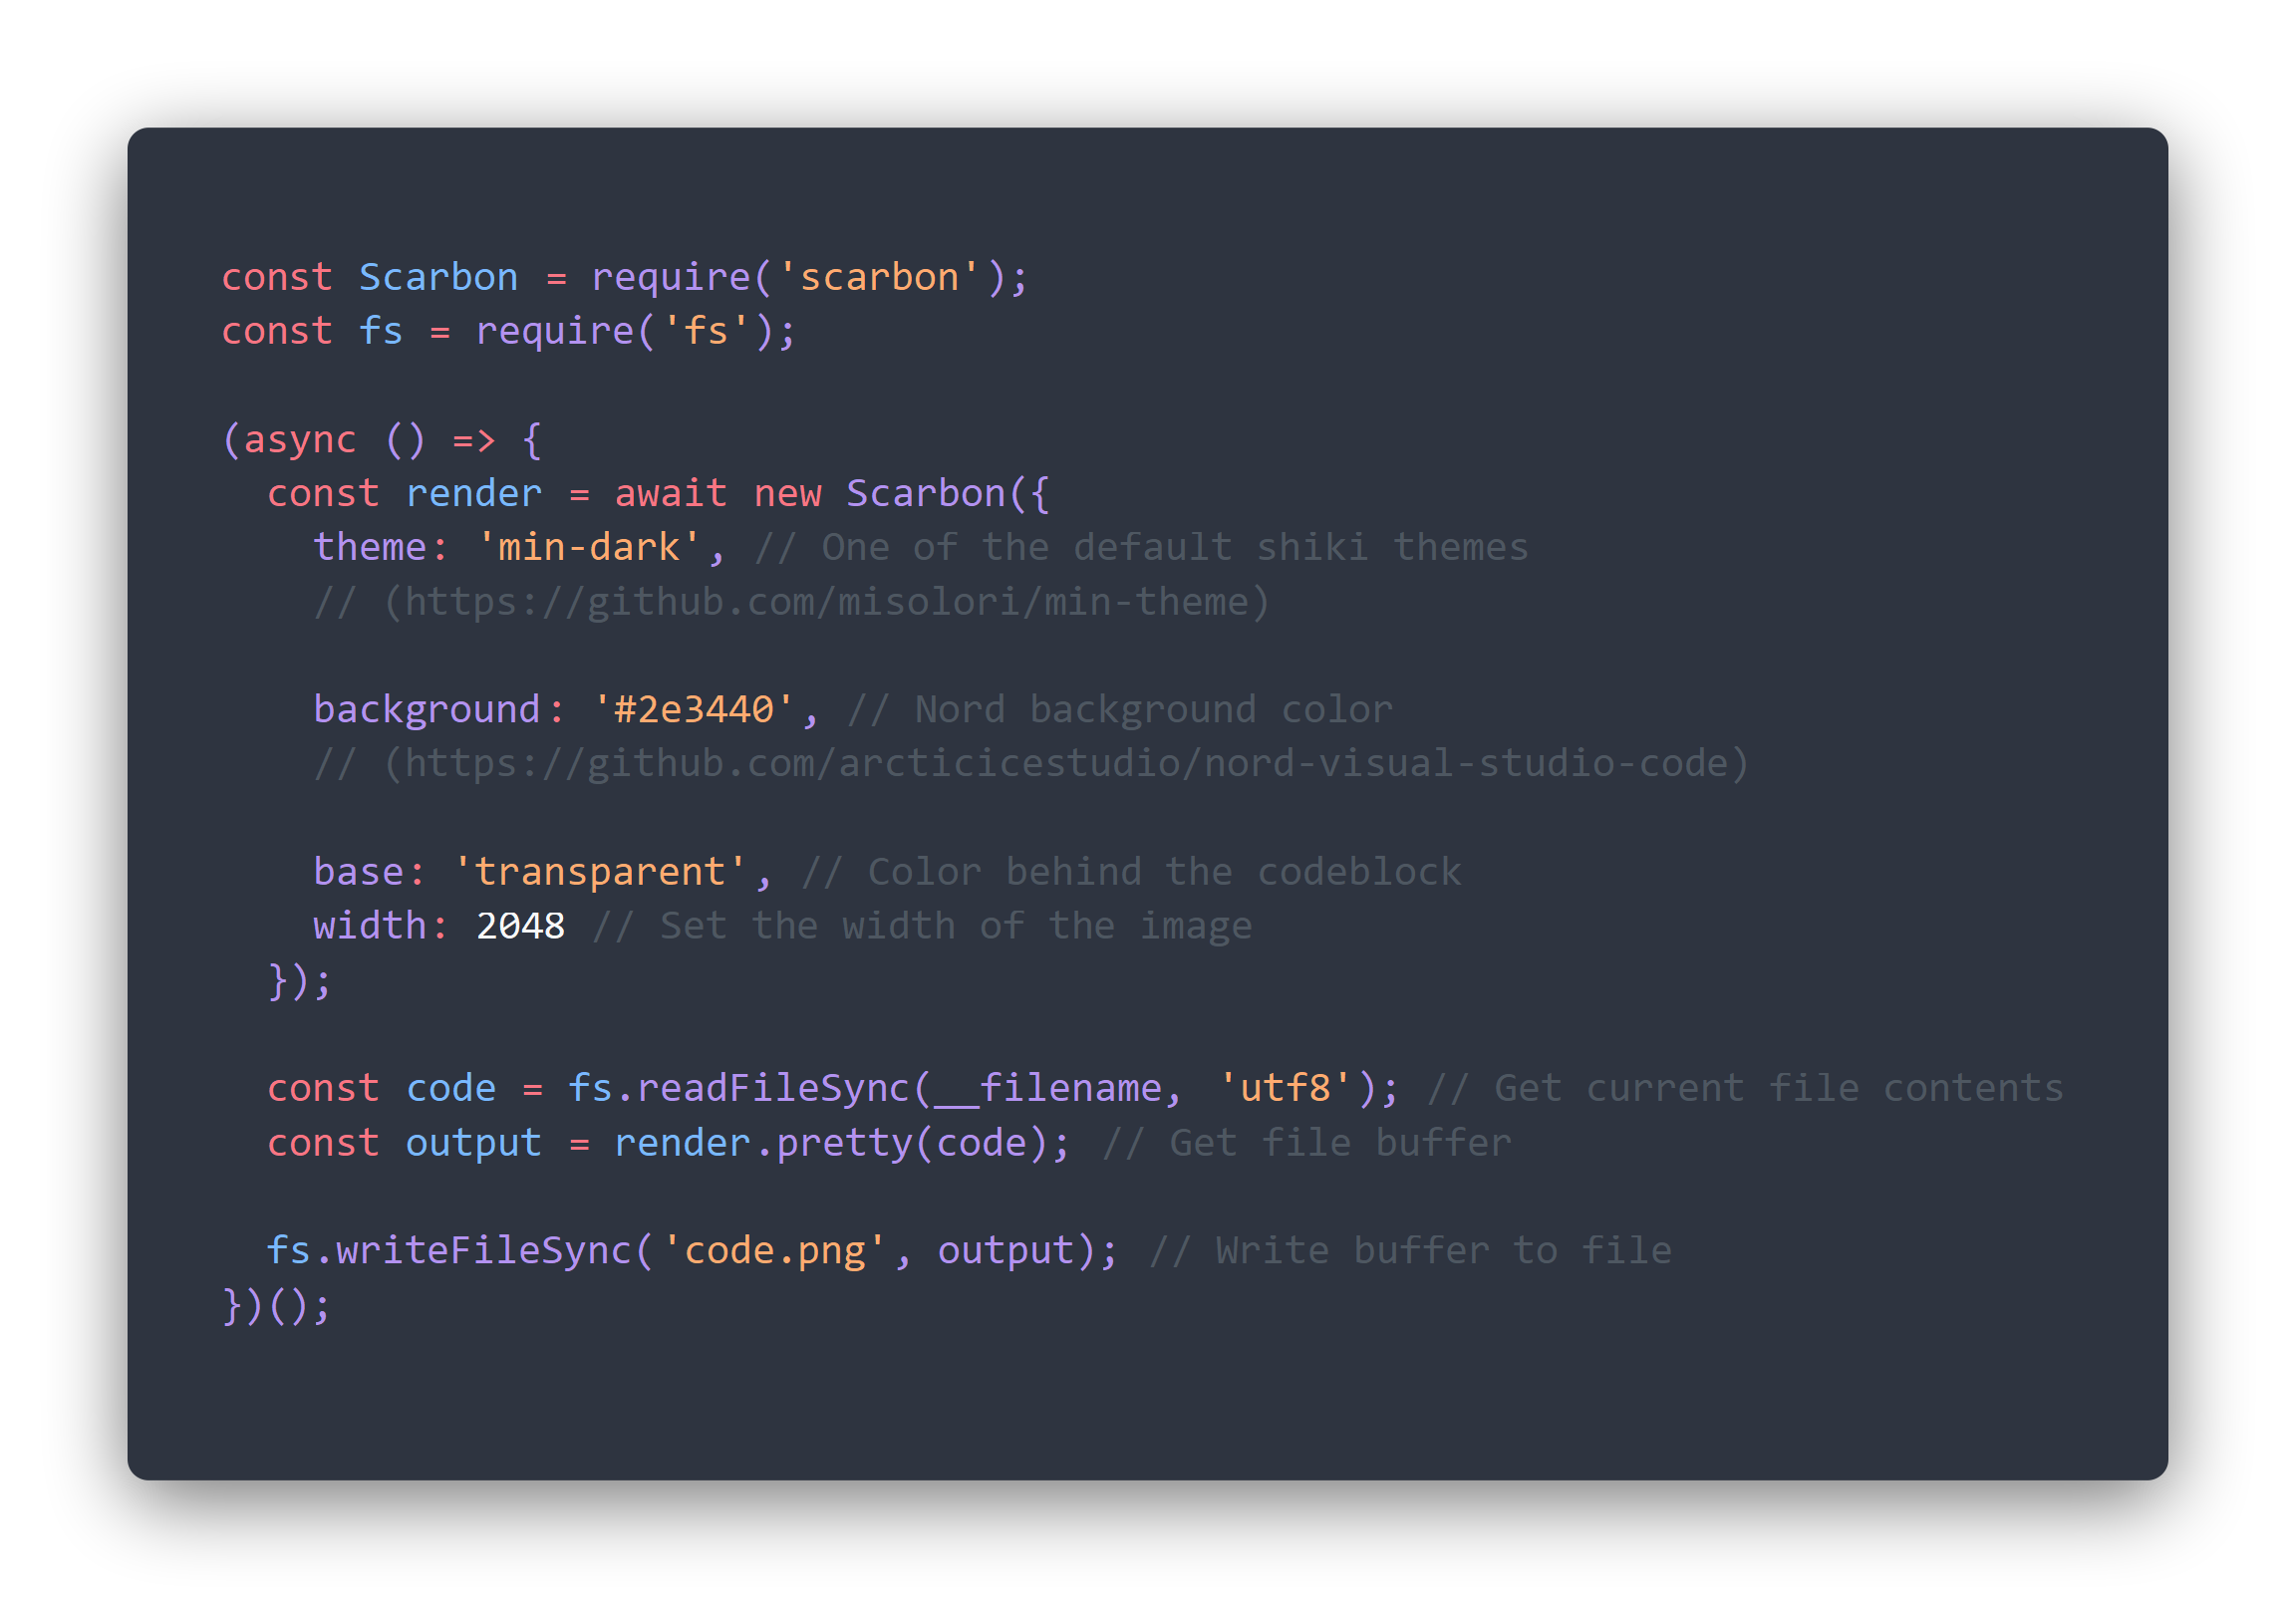 const Scarbon = require('scarbon');
const fs = require('fs');

(async () => {
  const render = await new Scarbon({
    theme: 'min-dark', // One of the default shiki themes
    // (https://github.com/misolori/min-theme)

    background: '#2e3440', // Nord background color
    // (https://github.com/arcticicestudio/nord-visual-studio-code)

    base: 'transparent', // Color behind the codeblock
    width: 2048 // Set the width of the image
  });

  const code = fs.readFileSync(__filename, 'utf8'); // Get current file contents
  const output = render.pretty(code); // Get file buffer

  fs.writeFileSync('code.png', output); // Write buffer to file
})();